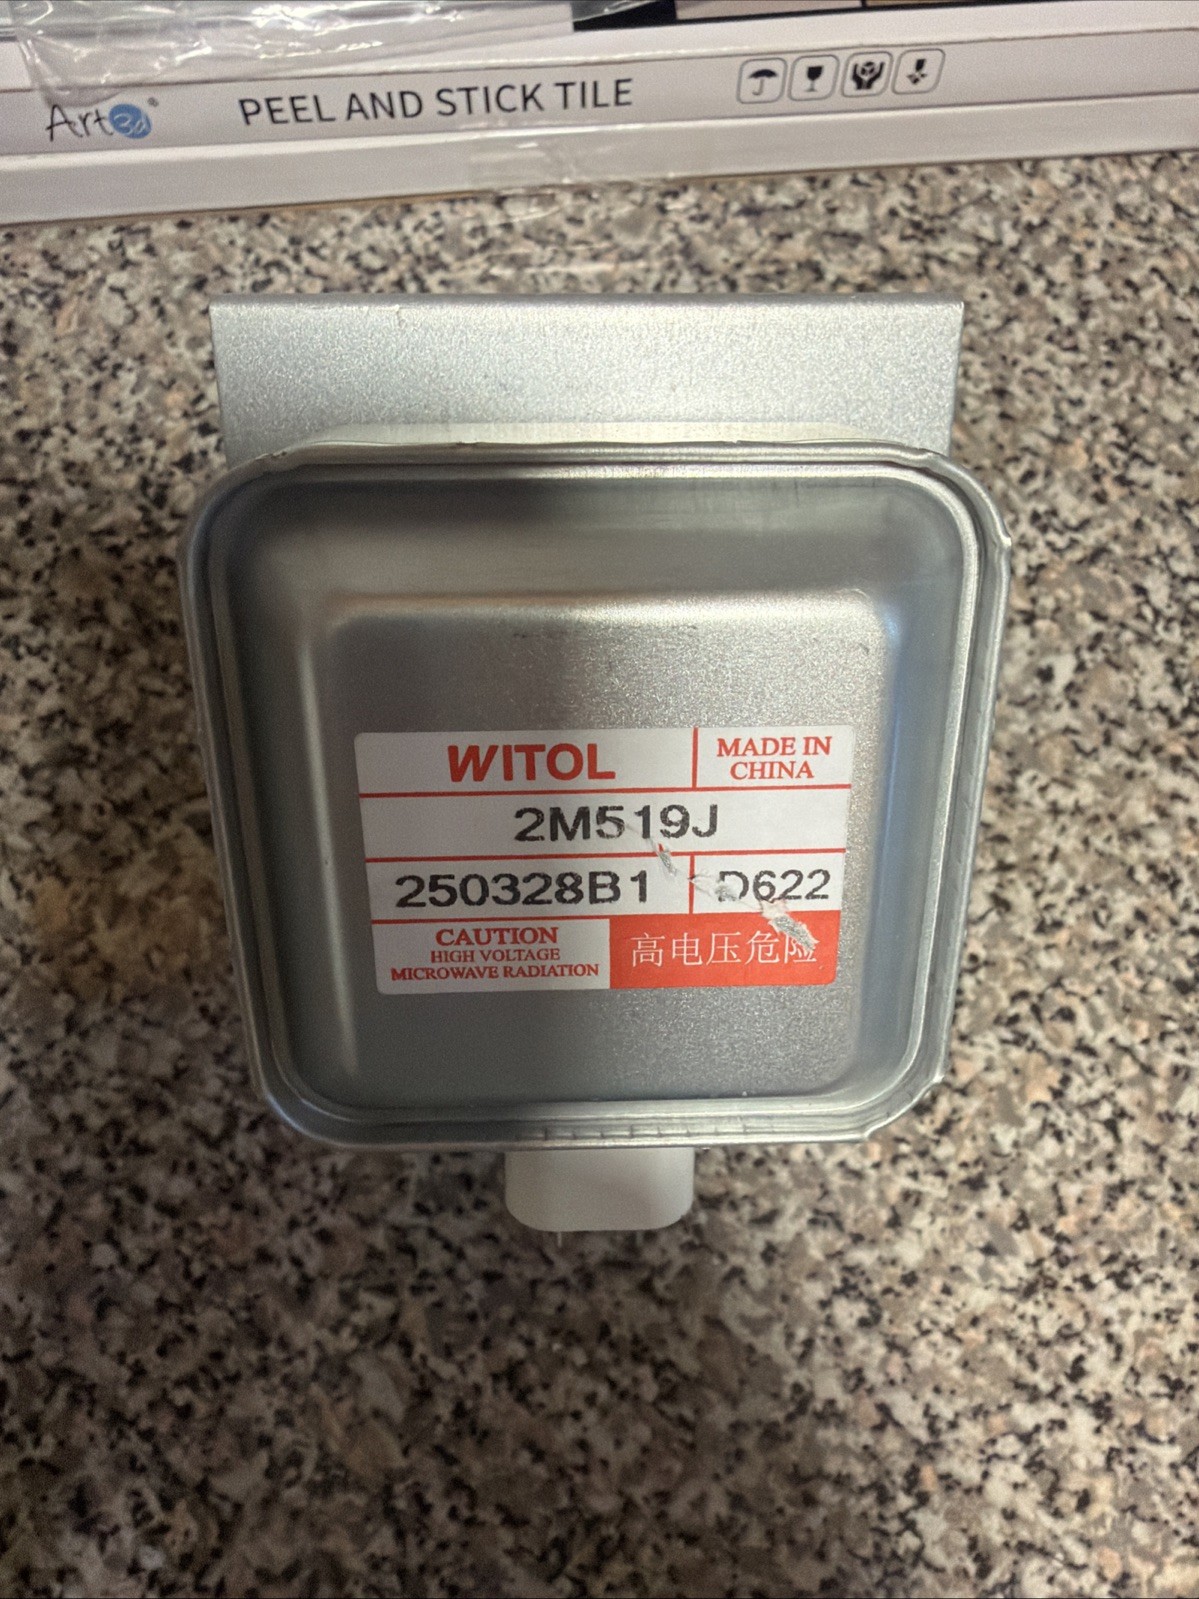 Art3d®
PEEL AND STICK TILE
WITOL
MADE IN
CHINA
2M519J
250328B1
D622
CAUTION
HIGH VOLTAGE
MICROWAVE RADIATION
高电压危险